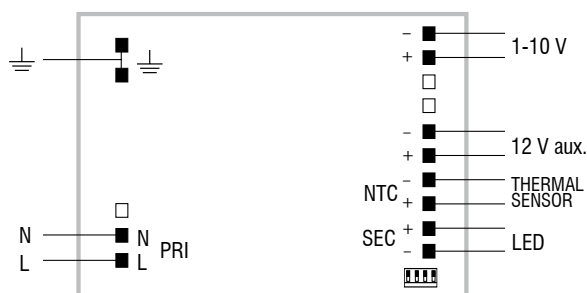 – 1-10 V
+
– 12 V aux.
+
NTC – THERMAL
+ SENSOR
N N PRI
L L
SEC + LED
–